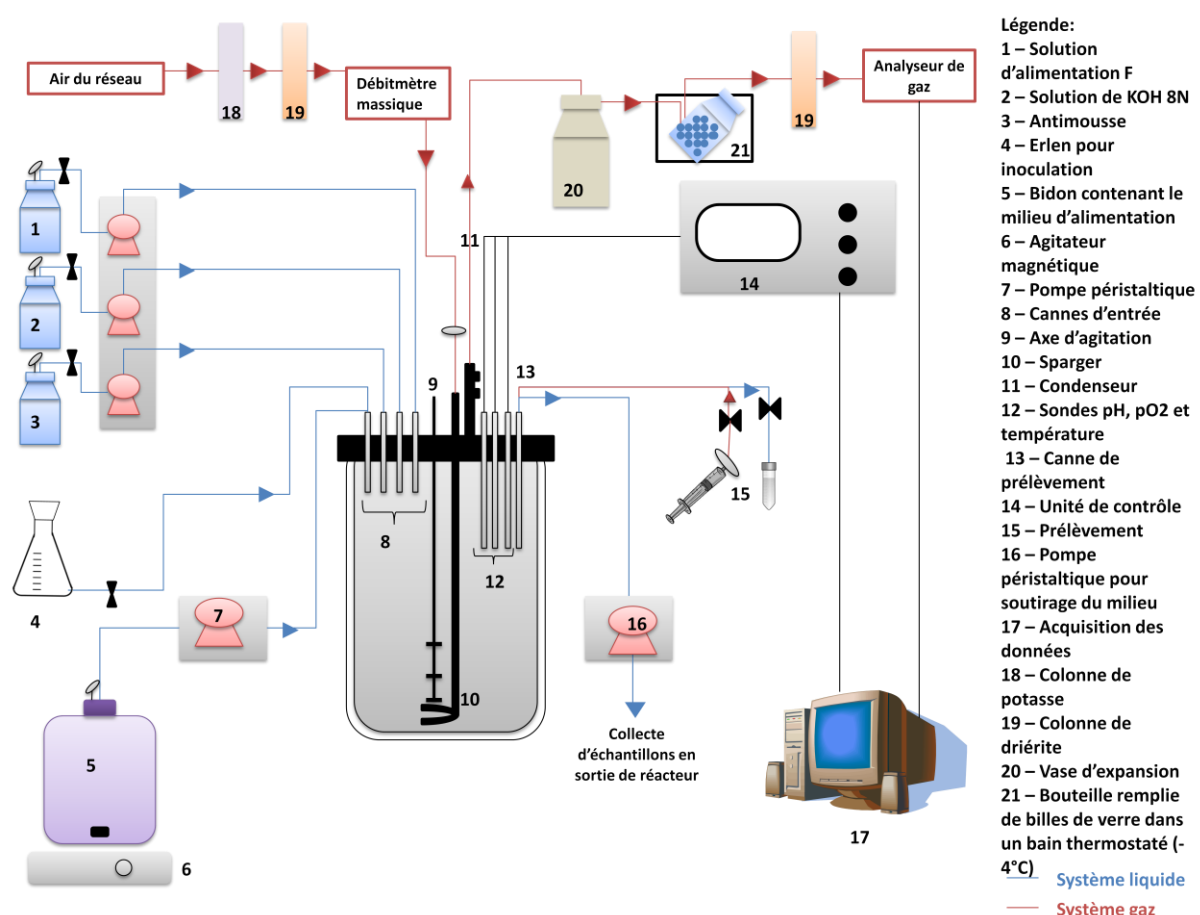 Air du réseau
18
19
Débitmètre
massique
20
21
19
Analyseur de
gaz
1
2
3
11
14
9
13
15
8
12
4
7
16
10
5
6
Collecte
d’échantillons en
sortie de réacteur
17
Légende:
1 – Solution
d’alimentation F
2 – Solution de KOH 8N
3 – Antimousse
4 – Erlen pour
inoculation
5 – Bidon contenant le
milieu d’alimentation
6 – Agitateur
magnétique
7 – Pompe péristaltique
8 – Cannes d’entrée
9 – Axe d’agitation
10 – Sparger
11 – Condenseur
12 – Sondes pH, pO2 et
température
13 – Canne de
prélèvement
14 – Unité de contrôle
15 – Prélèvement
16 – Pompe
péristaltique pour
soutirage du milieu
17 – Acquisition des
données
18 – Colonne de
potasse
19 – Colonne de
driérite
20 – Vase d’expansion
21 – Bouteille remplie
de billes de verre dans
un bain thermostaté (-
4°C)
Système liquide
Système gaz